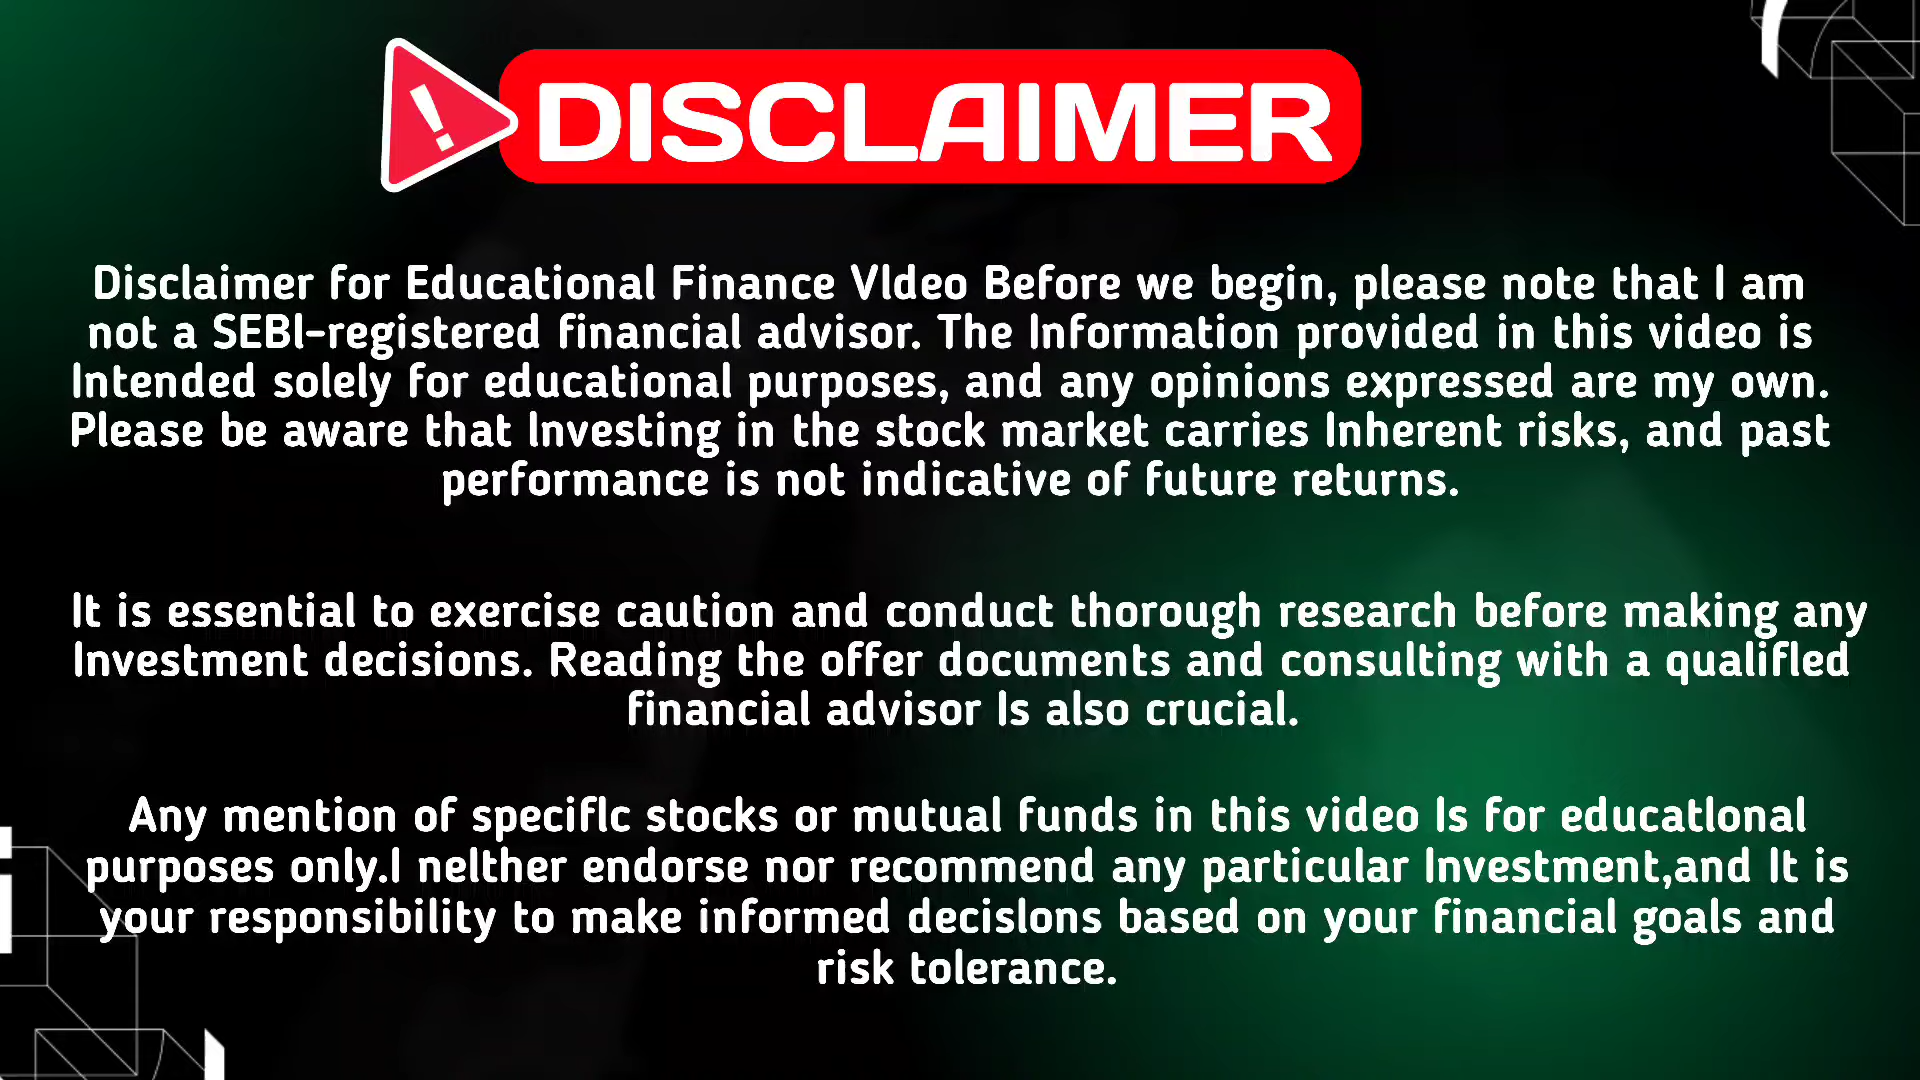 DISCLAIMER
Disclaimer for Educational Finance VIdeo Before we begin, please note that I am
not a SEBI-registered financial advisor. The Information provided in this video is
Intended solely for educational purposes, and any opinions expressed are my own.
Please be aware that Investing in the stock market carries Inherent risks, and past
performance is not indicative of future returns.
It is essential to exercise caution and conduct thorough research before making any
Investment decisions. Reading the offer documents and consulting with a qualifIed
financial advisor Is also crucial.
Any mention of specifIc stocks or mutual funds in this video Is for educatIonal
purposes only.I neIther endorse nor recommend any particular Investment,and It is
your responsibility to make informed decisIons based on your financial goals and
risk tolerance.